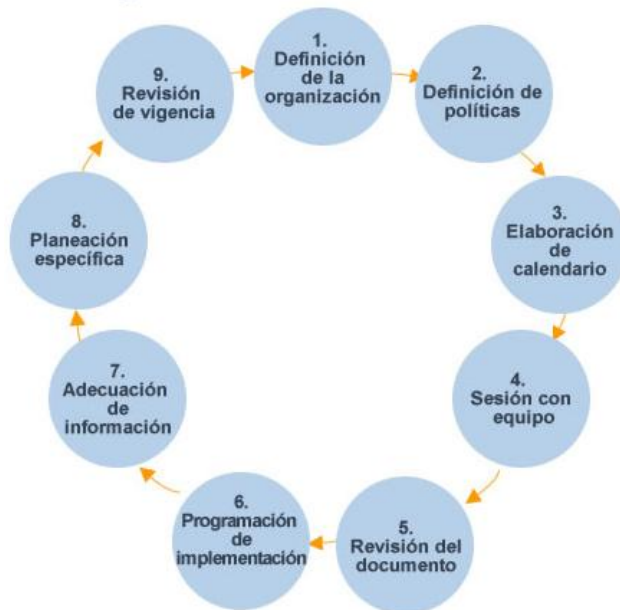 1.
Definición
de la
organización
2.
Definición de
políticas
3.
Elaboración
de
calendario
4.
Sesión con
equipo
5.
Revisión del
documento
6.
Programación
de
implementación
7.
Adecuación
de
información
8.
Planeación
específica
9.
Revisión
de vigencia